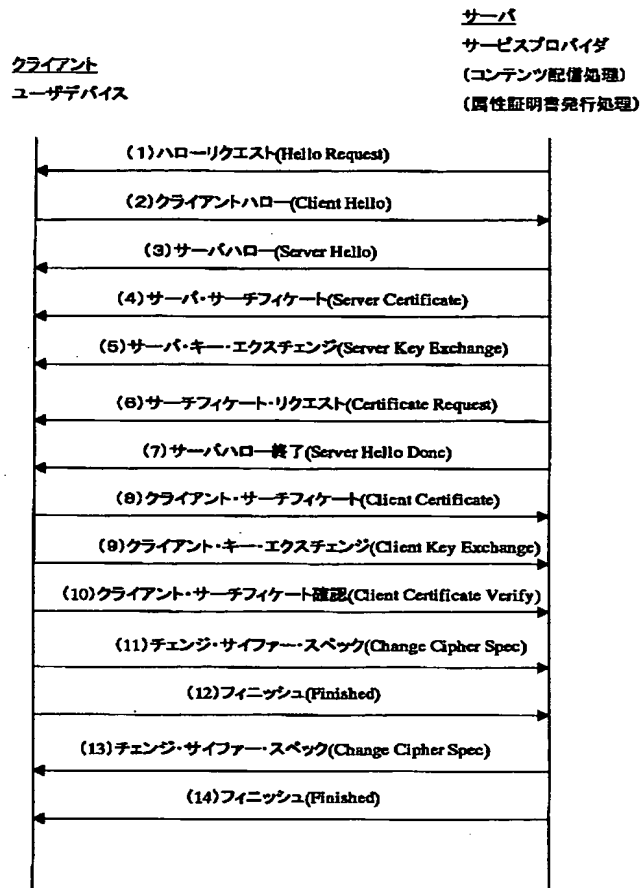 サーバ
サービスプロバイダ
(コンテンツ配信処理)
(属性証明書発行処理)
クライアント
ユーザデバイス
(1)ハローリクエスト(Hello Request)
(2)クライアントハロー(Client Hello)
(3)サーバハロー(Server Hello)
(4)サーバ・サーチフィケート(Server Certificate)
(5)サーバ・キー・エクスチェンジ(Server Key Exchange)
(6)サーチフィケート・リクエスト(Certificate Request)
(7)サーバハロー終了(Server Hello Done)
(8)クライアント・サーチフィケート(Client Certificate)
(9)クライアント・キー・エクスチェンジ(Client Key Exchange)
(10)クライアント・サーチフィケート確認(Client Certificate Verify)
(11)チェンジ・サイファー・スペック(Change Cipher Spec)
(12)フィニッシュ(Finished)
(13)チェンジ・サイファー・スペック(Change Cipher Spec)
(14)フィニッシュ(Finished)